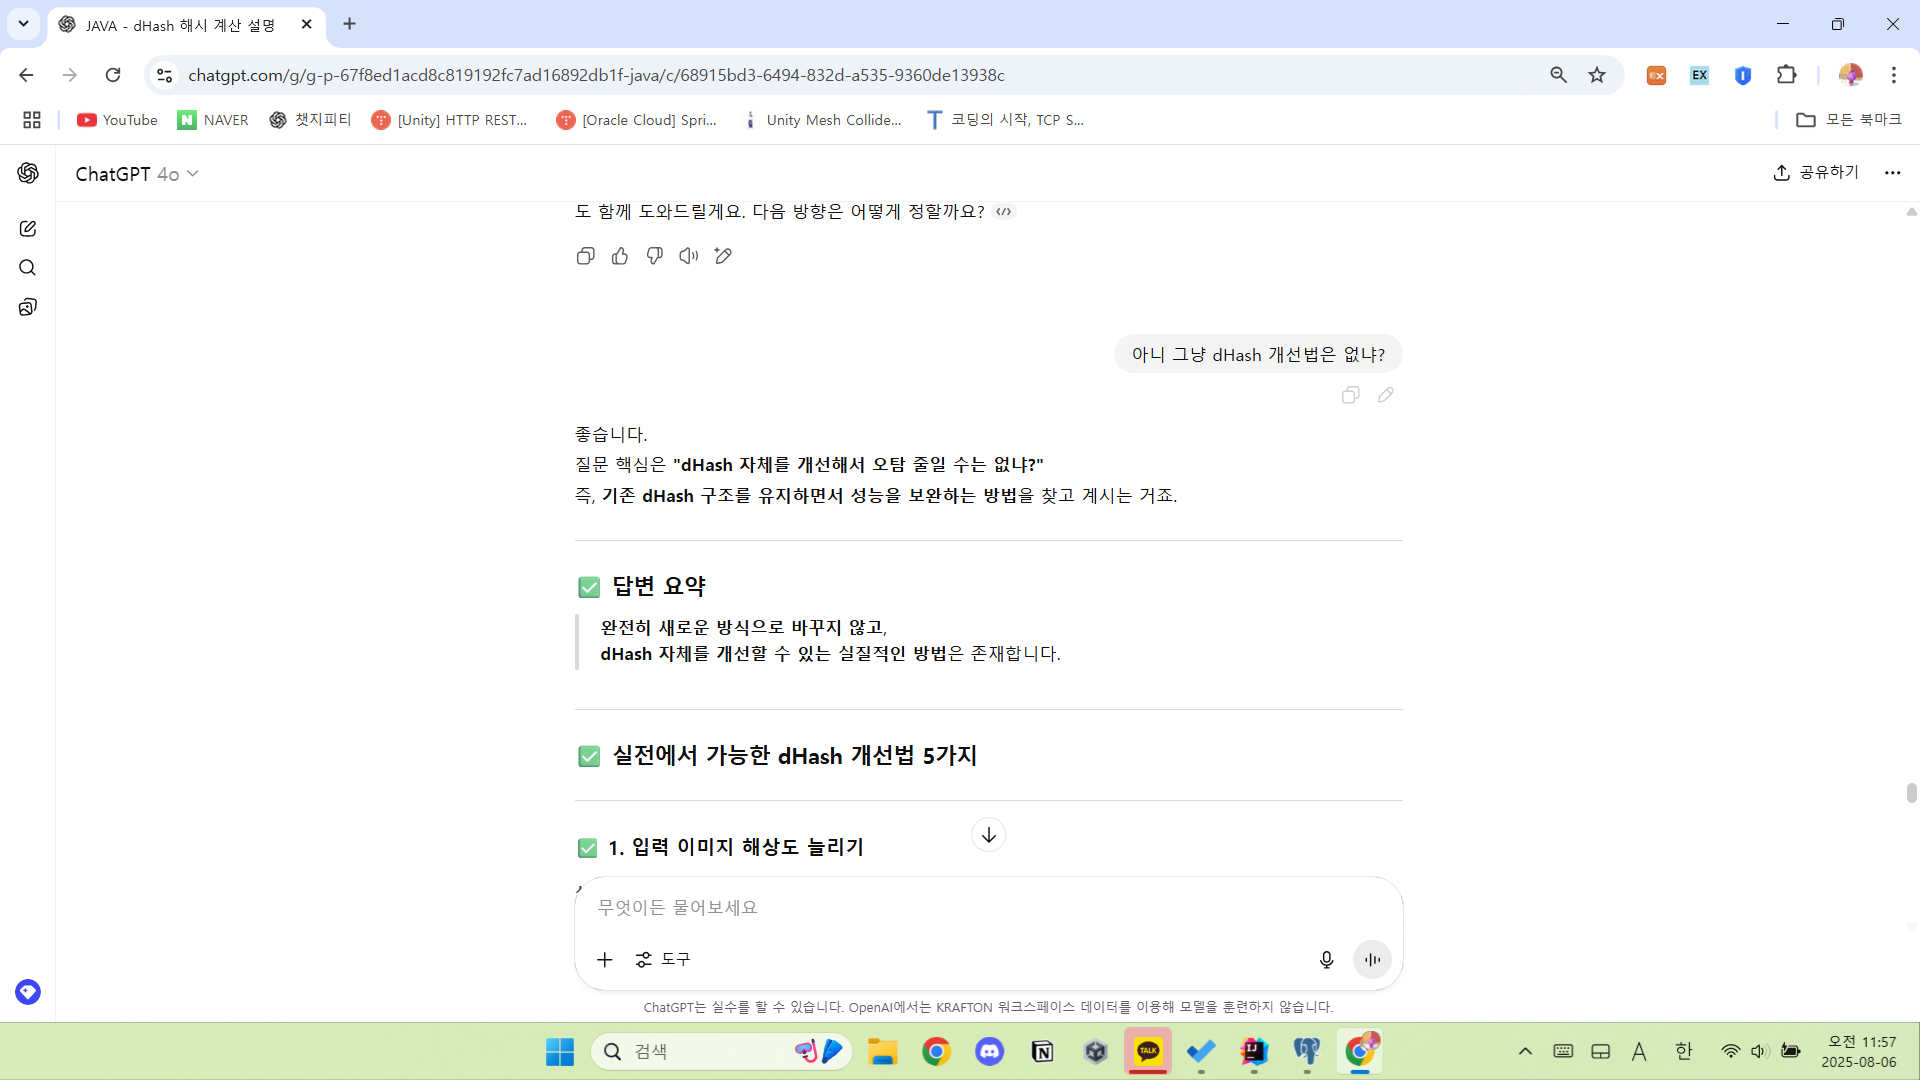 JAVA - dHash 해시 계산 설명
chatgpt.com/g/g-p-67f8ed1acd8c819192fc7ad16892db1f-java/c/68915bd3-6494-832d-a535-9360de13938c
EX
YouTube
NAVER
챗지피티
[Unity] HTTP REST...
[Oracle Cloud] Spri...
Unity Mesh Collide...
코딩의 시작, TCP S...
모든 북마크
ChatGPT 4o
공유하기
도 함께 도와드릴게요. 다음 방향은 어떻게 정할까요?
아니 그냥 dHash 개선법은 없냐?
좋습니다.
질문 핵심은 "dHash 자체를 개선해서 오탐 줄일 수는 없냐?"
즉, 기존 dHash 구조를 유지하면서 성능을 보완하는 방법을 찾고 계시는 거죠.
✅ 답변 요약
완전히 새로운 방식으로 바꾸지 않고,
dHash 자체를 개선할 수 있는 실질적인 방법은 존재합니다.
✅ 실전에서 가능한 dHash 개선법 5가지
✅ 1. 입력 이미지 해상도 늘리기
무엇이든 물어보세요
도구
ChatGPT는 실수를 할 수 있습니다. OpenAI에서는 KRAFTON 워크스페이스 데이터를 이용해 모델을 훈련하지 않습니다.
검색
TALK
IJ
A
한
오전 11:57
2025-08-06